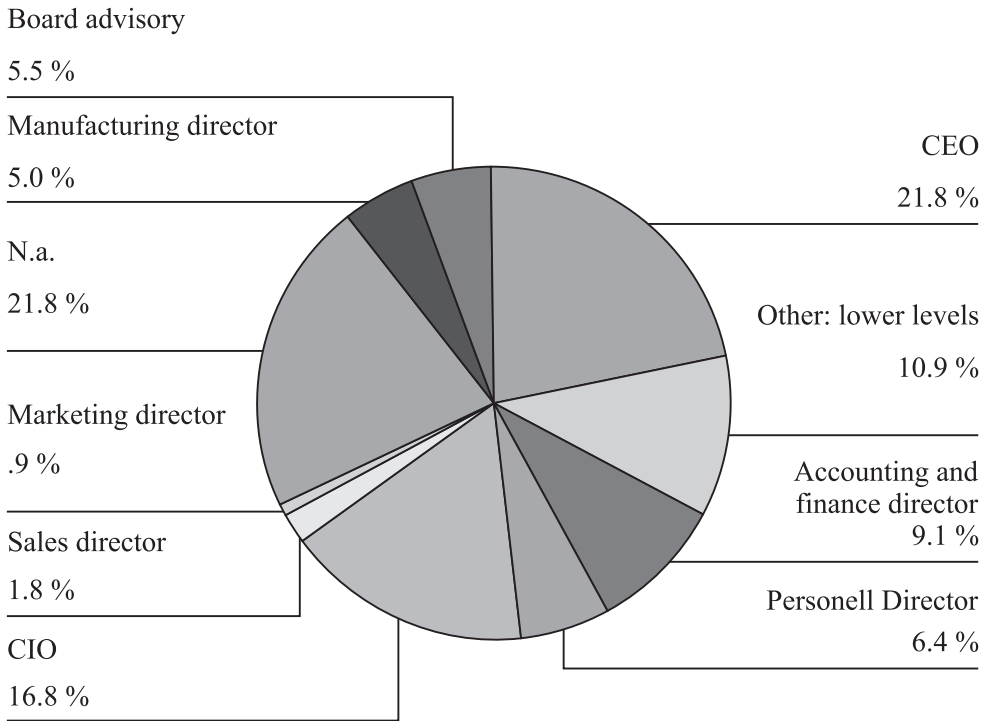 Board advisory
5.5 %
Manufacturing director
5.0 %
N.a.
21.8 %
Marketing director
.9 %
Sales director
1.8 %
CIO
16.8 %
CEO
21.8 %
Other: lower levels
10.9 %
Accounting and
finance director
9.1 %
Personell Director
6.4 %